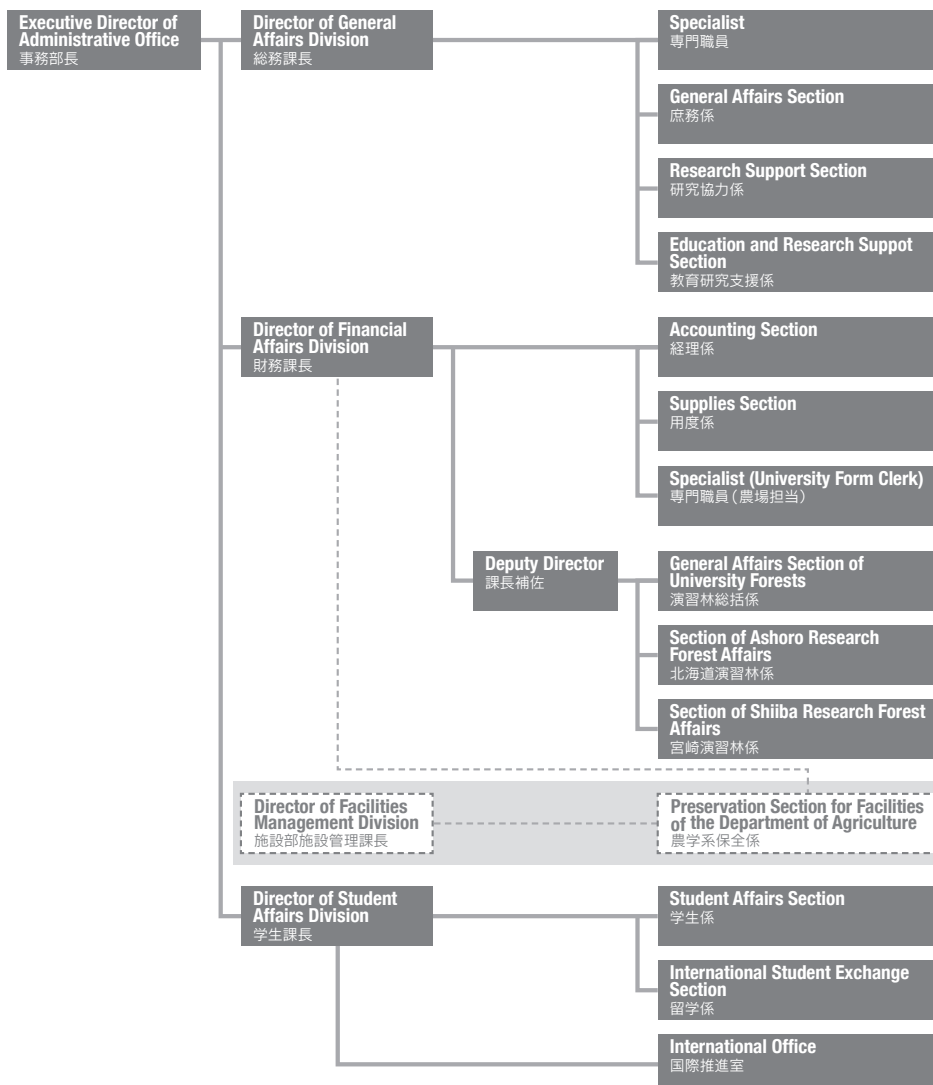 Executive Director of
Administrative Office
事務部長
Director of General
Affairs Division
総務課長
Specialist
専門職員
General Affairs Section
庶務係
Research Support Section
研究協力係
Education and Research Suppot
Section
教育研究支援係
Director of Financial
Affairs Division
財務課長
Accounting Section
経理係
Supplies Section
用度係
Specialist (University Form Clerk)
専門職員（農場担当）
Deputy Director
課長補佐
General Affairs Section of
University Forests
演習林総括係
Section of Ashoro Research
Forest Affairs
北海道演習林係
Section of Shiiba Research Forest
Affairs
宮崎演習林係
Director of Facilities
Management Division
施設部施設管理課長
Preservation Section for Facilities
of the Department of Agriculture
農学系保全係
Director of Student
Affairs Division
学生課長
Student Affairs Section
学生係
International Student Exchange
Section
留学係
International Office
国際推進室